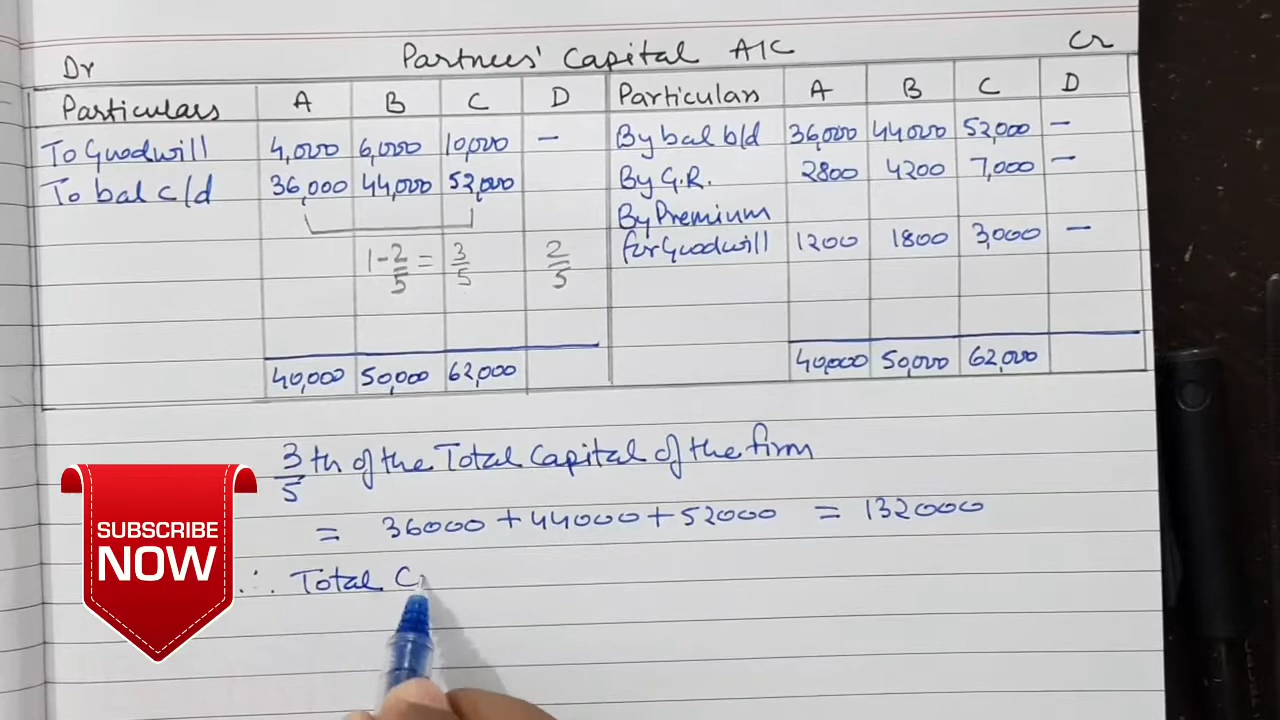 Dr Partners' Capital A/C Cr
Particulars A B C D Particulars A B C D
To Goodwill 4,000 6,000 10,000 — By bal b/d 36,000 44,000 52,000 —
To bal c/d 36,000 44,000 52,000 By G.R. 2800 4200 7,000 —
By Premium
for Goodwill 1200 1800 3,000 —
1-2/5 = 3/5 2/5
40,000 50,000 62,000 40,000 50,000 62,000
3/5 th of the Total Capital of the firm
= 36000 + 44000 + 52000 = 132000
∴ Total C
SUBSCRIBE
NOW